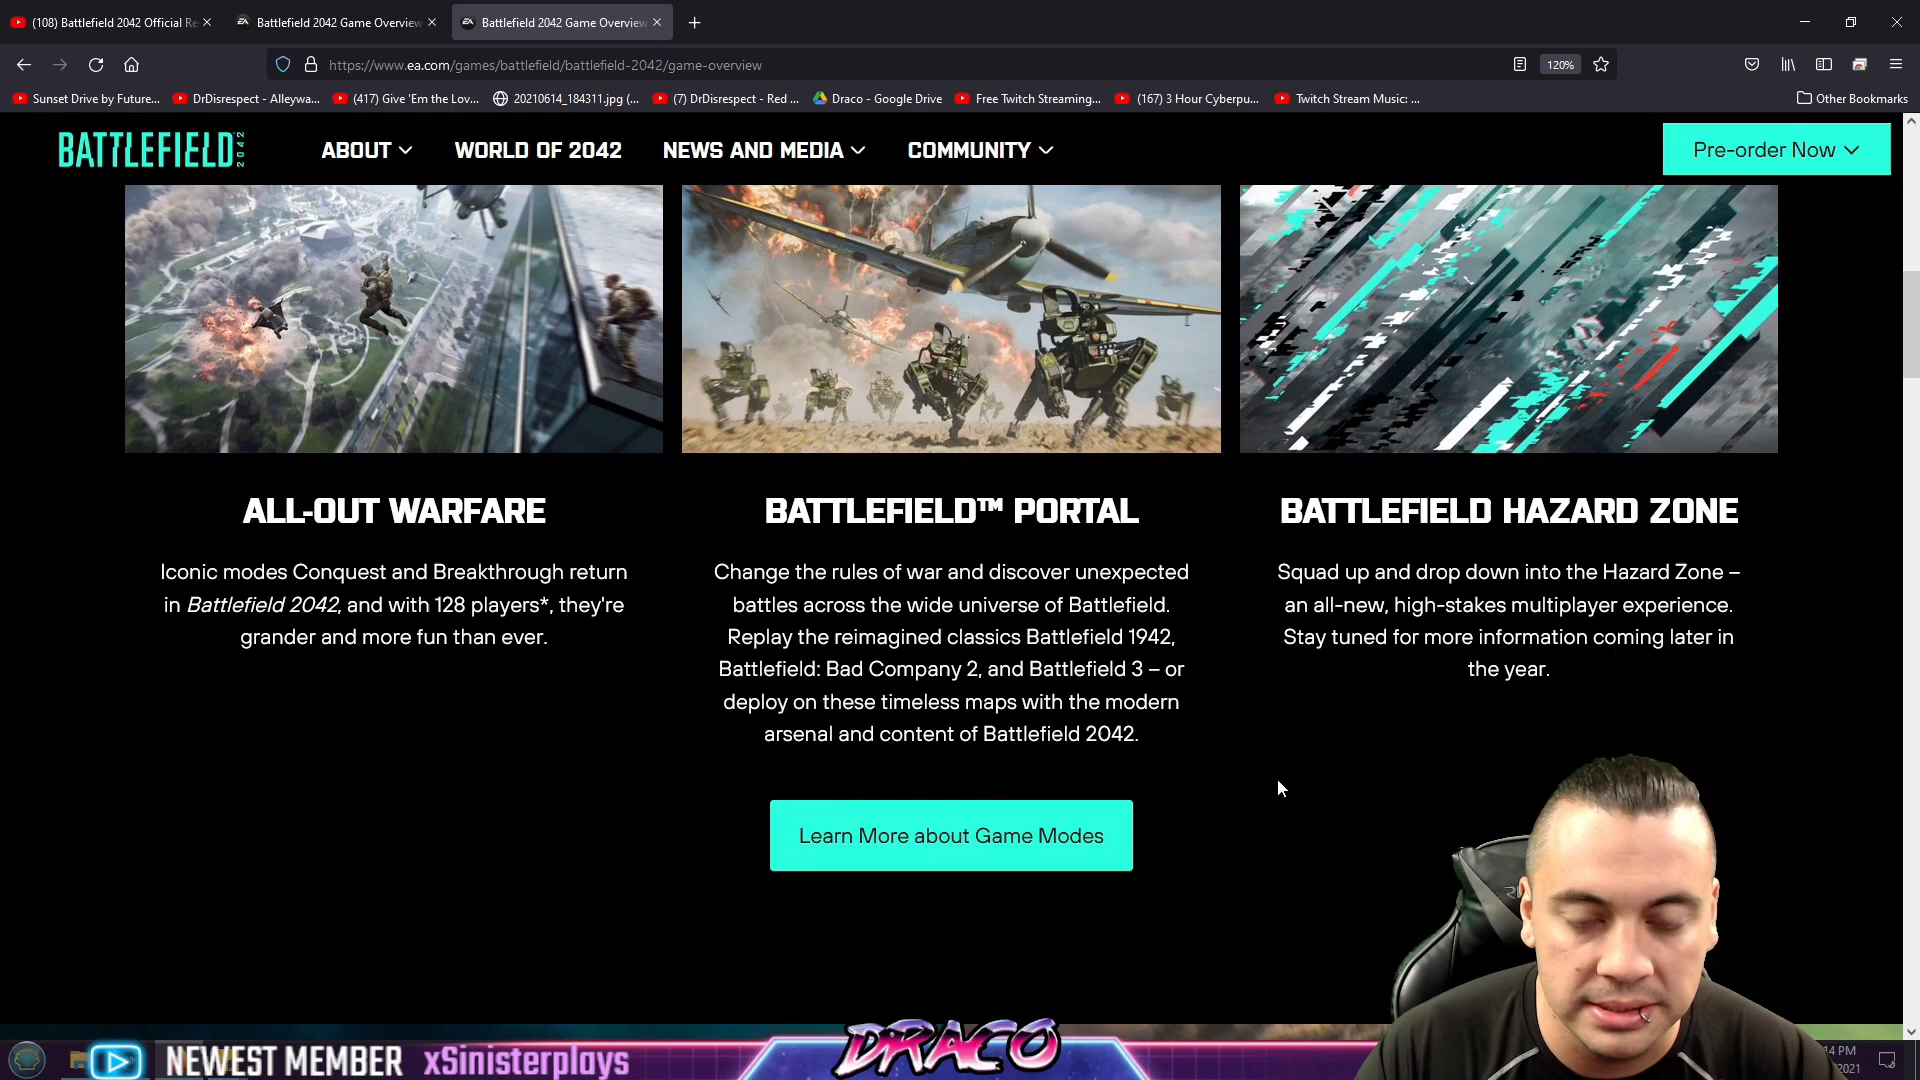 (108) Battlefield 2042 Official Re
Battlefield 2042 Game Overview
Battlefield 2042 Game Overview
https://www.ea.com/games/battlefield/battlefield-2042/game-overview
120%
Sunset Drive by Future...
DrDisrespect - Alleywa...
(417) Give 'Em the Lov...
20210614_184311.jpg (...
(7) DrDisrespect - Red ...
Draco - Google Drive
Free Twitch Streaming...
(167) 3 Hour Cyberpu...
Twitch Stream Music: ...
Other Bookmarks
BATTLEFIELD 2042
ABOUT
WORLD OF 2042
NEWS AND MEDIA
COMMUNITY
Pre-order Now
ALL-OUT WARFARE
Iconic modes Conquest and Breakthrough return
in Battlefield 2042, and with 128 players*, they're
grander and more fun than ever.
BATTLEFIELD™ PORTAL
Change the rules of war and discover unexpected
battles across the wide universe of Battlefield.
Replay the reimagined classics Battlefield 1942,
Battlefield: Bad Company 2, and Battlefield 3 – or
deploy on these timeless maps with the modern
arsenal and content of Battlefield 2042.
BATTLEFIELD HAZARD ZONE
Squad up and drop down into the Hazard Zone –
an all-new, high-stakes multiplayer experience.
Stay tuned for more information coming later in
the year.
Learn More about Game Modes
NEWEST MEMBER xSinisterplays
DRACO